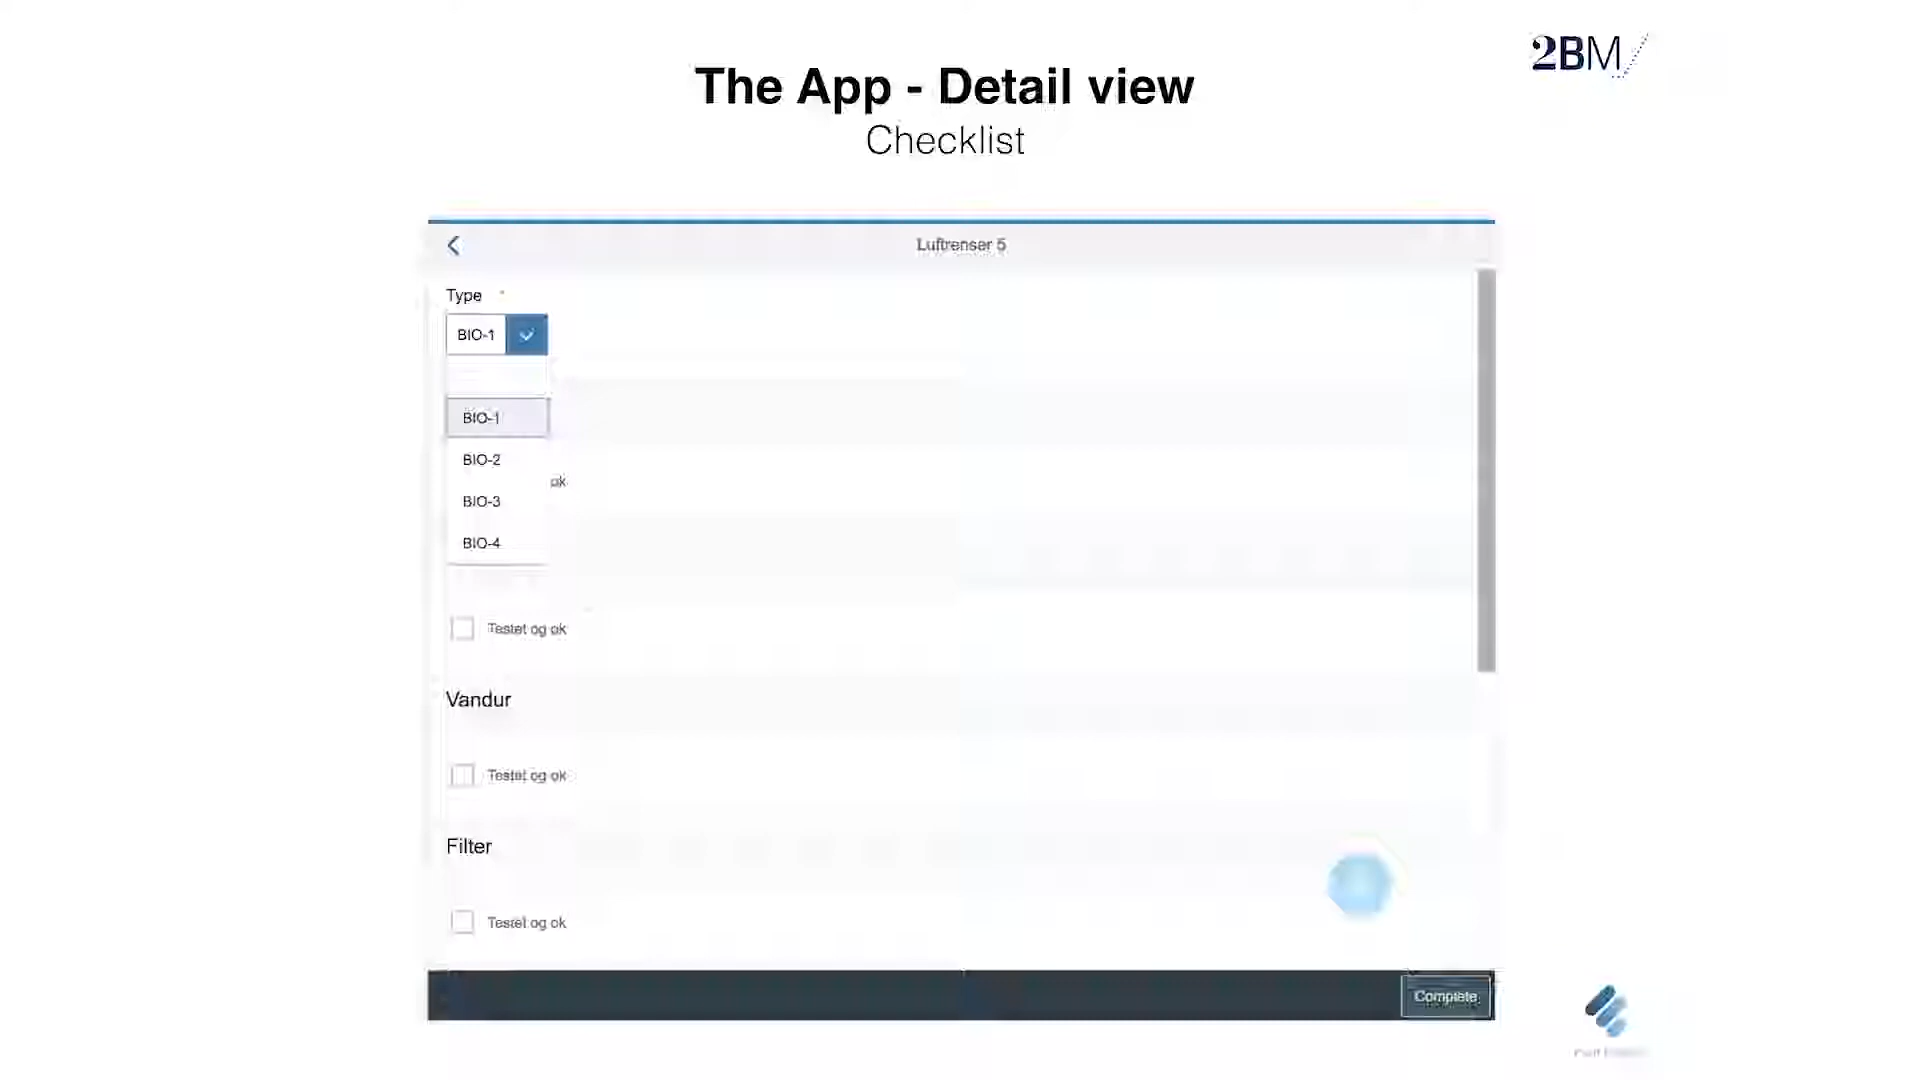 2BM
The App - Detail view
Checklist
Luftrenser 5
Type
BIO-1
BIO-1
BIO-2
ok
BIO-3
BIO-4
Testet og ok
Vandur
Testet og ok
Filter
Testet og ok
Complete